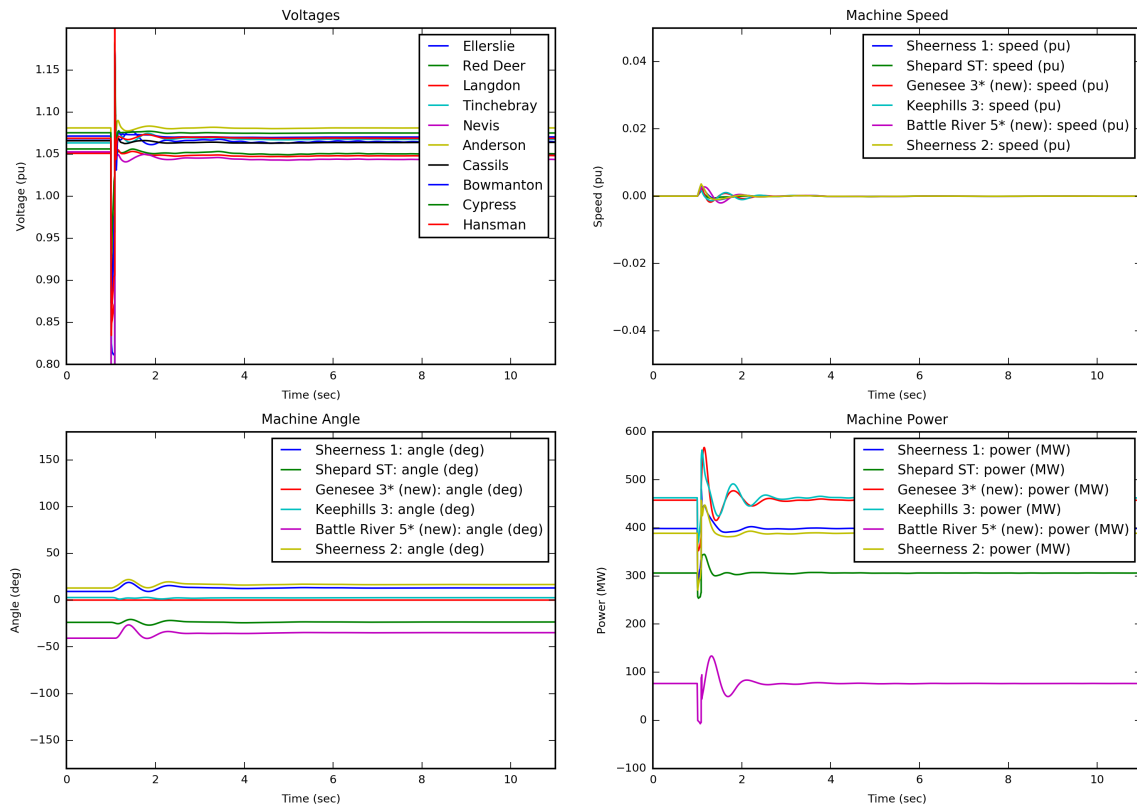 Voltages
1.15
1.10
1.05
1.00
0.95
0.90
0.85
0.80
Voltage (pu)
0
2
4
6
8
10
Time (sec)
Ellerslie
Red Deer
Langdon
Tinchebray
Nevis
Anderson
Cassils
Bowmanton
Cypress
Hansman
Machine Speed
0.04
0.02
0.00
−0.02
−0.04
Speed (pu)
0
2
4
6
8
10
Time (sec)
Sheerness 1: speed (pu)
Shepard ST: speed (pu)
Genesee 3* (new): speed (pu)
Keephills 3: speed (pu)
Battle River 5* (new): speed (pu)
Sheerness 2: speed (pu)
Machine Angle
150
100
50
0
−50
−100
−150
Angle (deg)
0
2
4
6
8
10
Time (sec)
Sheerness 1: angle (deg)
Shepard ST: angle (deg)
Genesee 3* (new): angle (deg)
Keephills 3: angle (deg)
Battle River 5* (new): angle (deg)
Sheerness 2: angle (deg)
Machine Power
600
500
400
300
200
100
0
−100
Power (MW)
0
2
4
6
8
10
Time (sec)
Sheerness 1: power (MW)
Shepard ST: power (MW)
Genesee 3* (new): power (MW)
Keephills 3: power (MW)
Battle River 5* (new): power (MW)
Sheerness 2: power (MW)